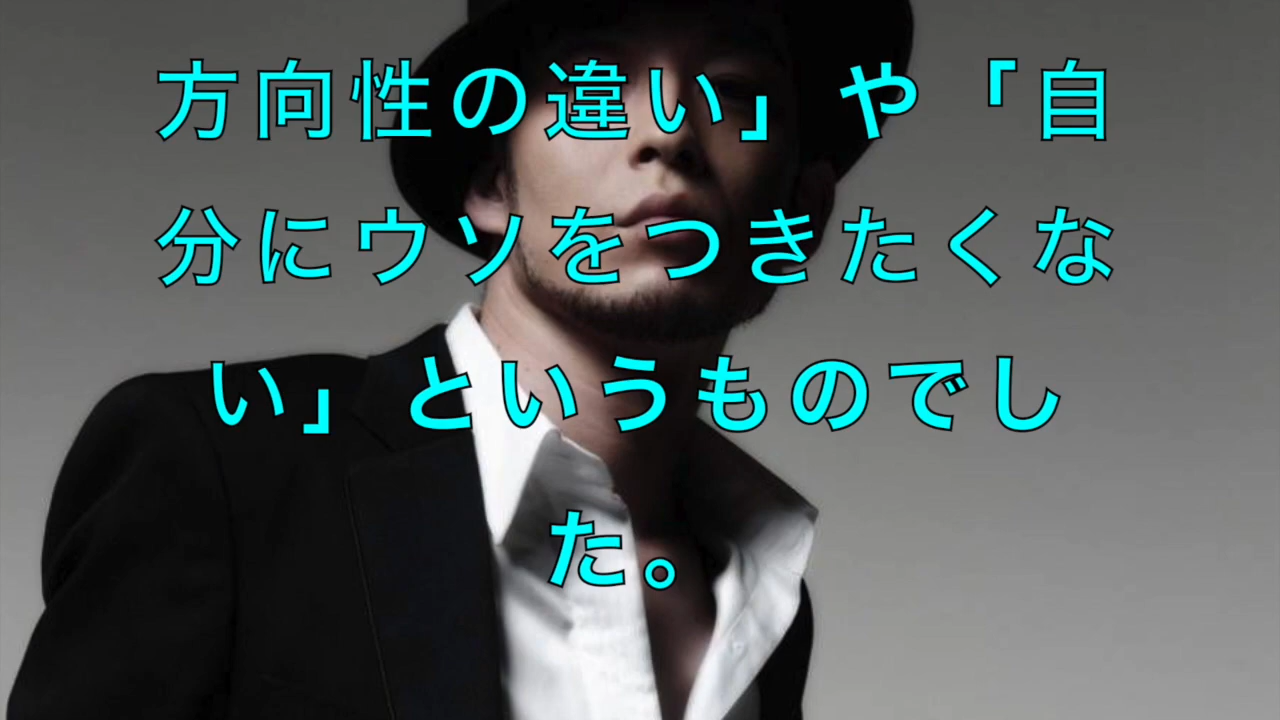 方向性の違い」や「自
分にウソをつきたくな
い」というものでし
た。